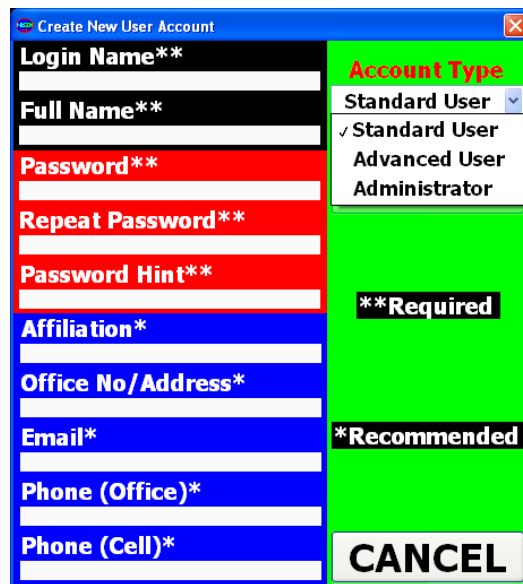 Create New User Account
Login Name**
Full Name**
Password**
Repeat Password**
Password Hint**
Affiliation*
Office No/Address*
Email*
Phone (Office)*
Phone (Cell)*
Account Type
Standard User
✓Standard User
Advanced User
Administrator
**Required
*Recommended
CANCEL